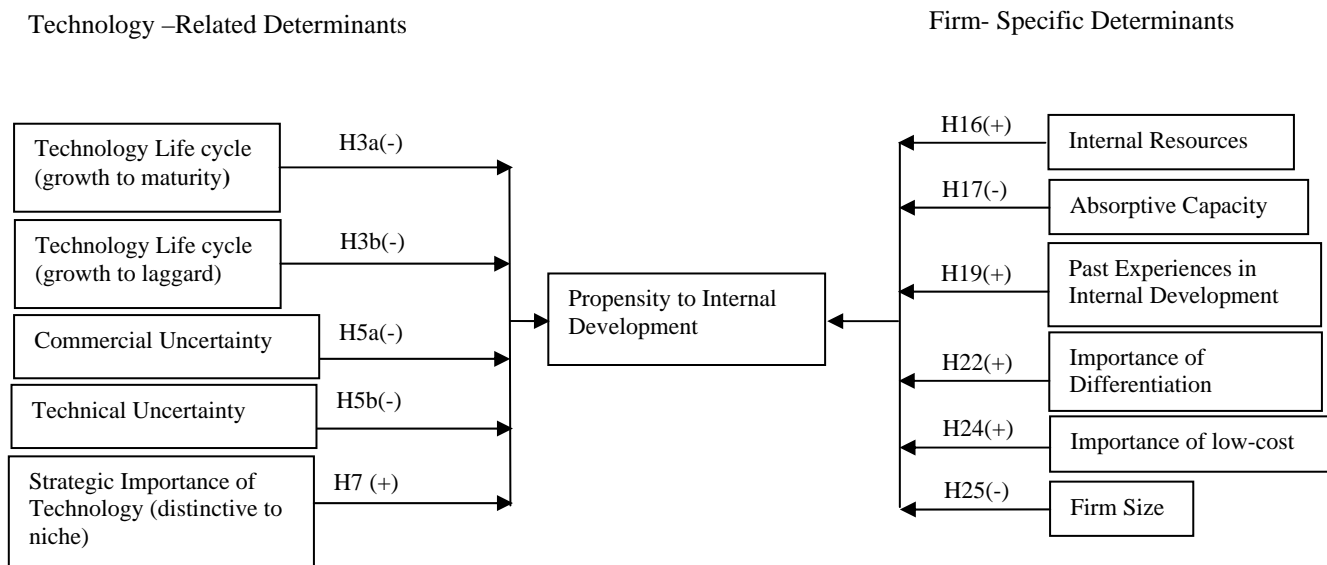 Technology –Related Determinants
Firm- Specific Determinants
Technology Life cycle
(growth to maturity)
H3a(-)
Technology Life cycle
(growth to laggard)
H3b(-)
Commercial Uncertainty
H5a(-)
Technical Uncertainty
H5b(-)
Strategic Importance of
Technology (distinctive to
niche)
H7 (+)
Propensity to Internal
Development
H16(+)
Internal Resources
H17(-)
Absorptive Capacity
H19(+)
Past Experiences in
Internal Development
H22(+)
Importance of
Differentiation
H24(+)
Importance of low-cost
H25(-)
Firm Size